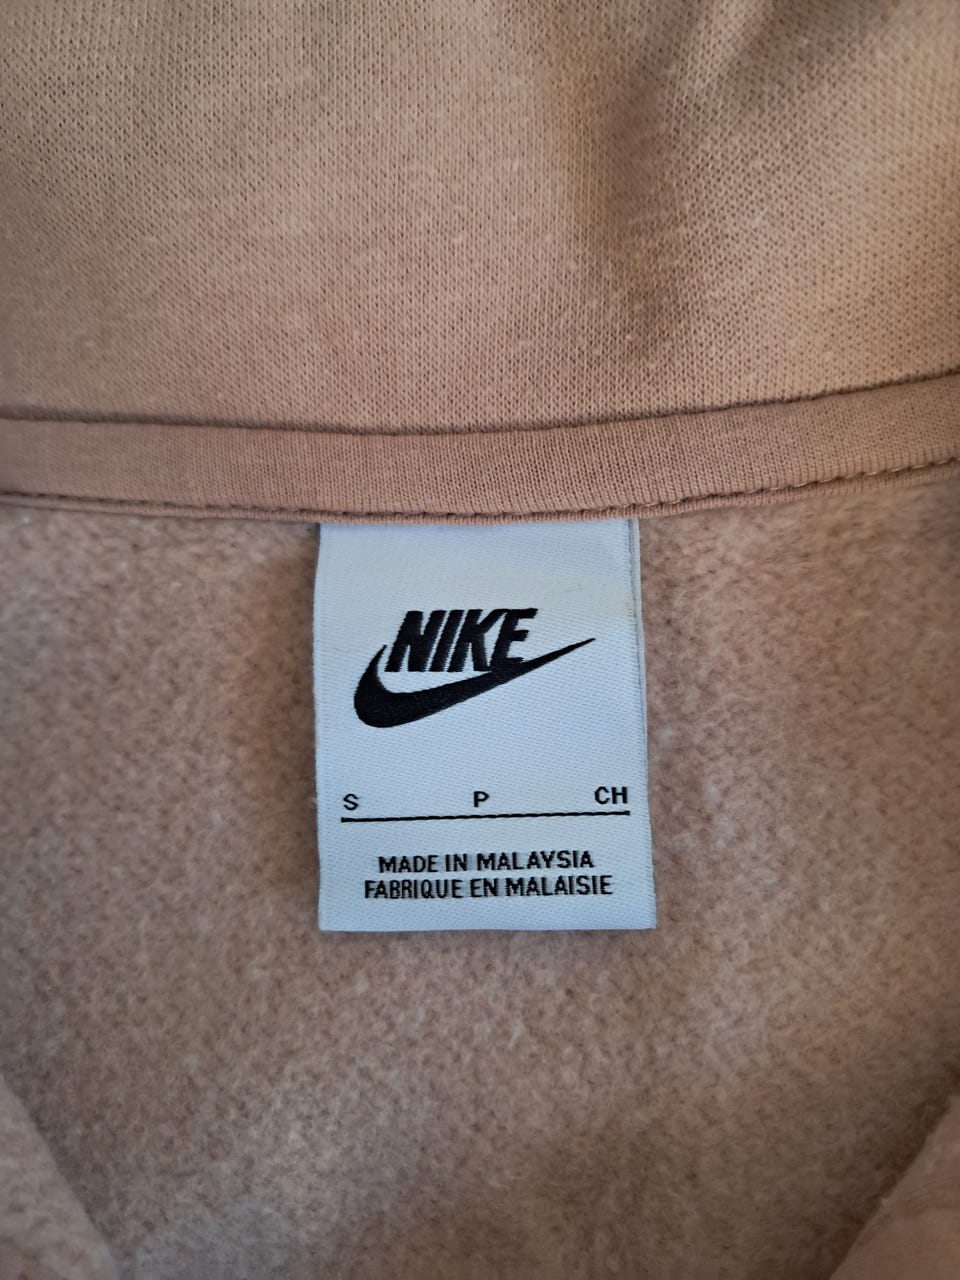 NIKE
S P CH
MADE IN MALAYSIA
FABRIQUE EN MALAISIE